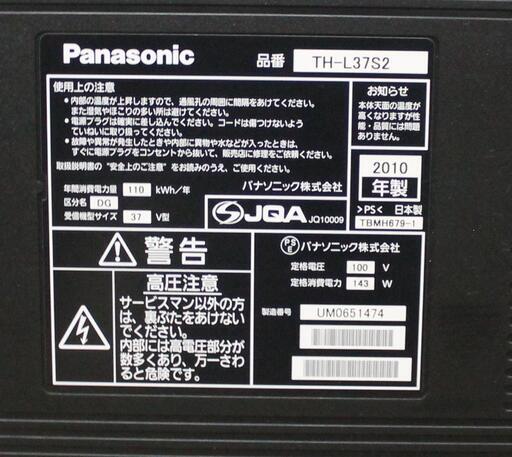 Panasonic
品番 TH-L37S2
使用上の注意
●内部の温度が上昇しますので、通風孔の周囲に間隔をあけてください。
また湿気やほこりの多い所は避けてください。
●電源プラグは確実に差し込んでください。コードは傷つけないよう
ていねいに取り扱ってください。
●故障や異常が発生したときや内部に異物や水などが入ったときは、
すぐに電源プラグをコンセントから抜いて、販売店に修理をご依頼ください。
取扱説明書の"安全上のご注意"をお読みのうえ、ご使用ください。
お知らせ
本体天面の温度が
高くなりますが性
能・品質には問題
ありません。
年間消費電力量 110 kWh/年
区分名 DG
受信機型サイズ 37 V型
パナソニック株式会社
JQA JQ10009
2010
年製
>PS< 日本製
TBMH679-1
警告
高圧注意
サービスマン以外の方
は、裏ぶたをあけない
でください。
内部には高電圧部分が
数多くあり、万一さわ
ると危険です。
PSE パナソニック株式会社
定格電圧 100 V
定格消費電力 143 W
製造番号 UM0651474